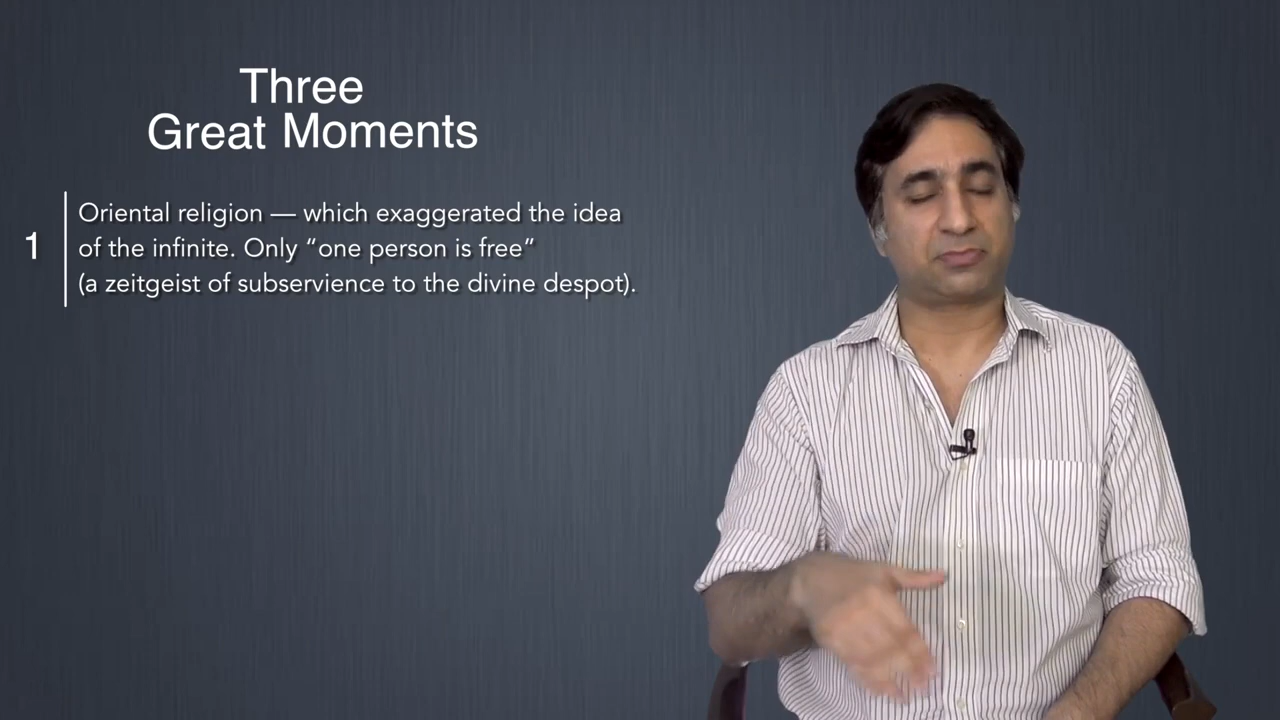 Three
Great Moments
1
Oriental religion — which exaggerated the idea
of the infinite. Only “one person is free”
(a zeitgeist of subservience to the divine despot).